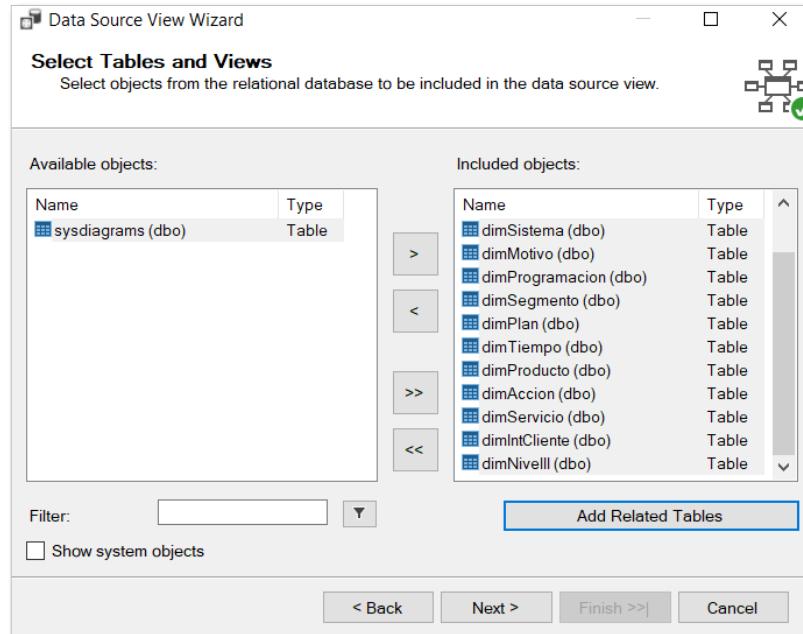 Data Source View Wizard
Select Tables and Views
Select objects from the relational database to be included in the data source view.
Available objects:
Name Type
sysdiagrams (dbo) Table
>
<
>>
<<
Included objects:
Name Type
dimSistema (dbo) Table
dimMotivo (dbo) Table
dimProgramacion (dbo) Table
dimSegmento (dbo) Table
dimPlan (dbo) Table
dimTiempo (dbo) Table
dimProducto (dbo) Table
dimAccion (dbo) Table
dimServicio (dbo) Table
dimIntCliente (dbo) Table
dimNivelII (dbo) Table
Filter:
Add Related Tables
Show system objects
< Back
Next >
Finish >>|
Cancel